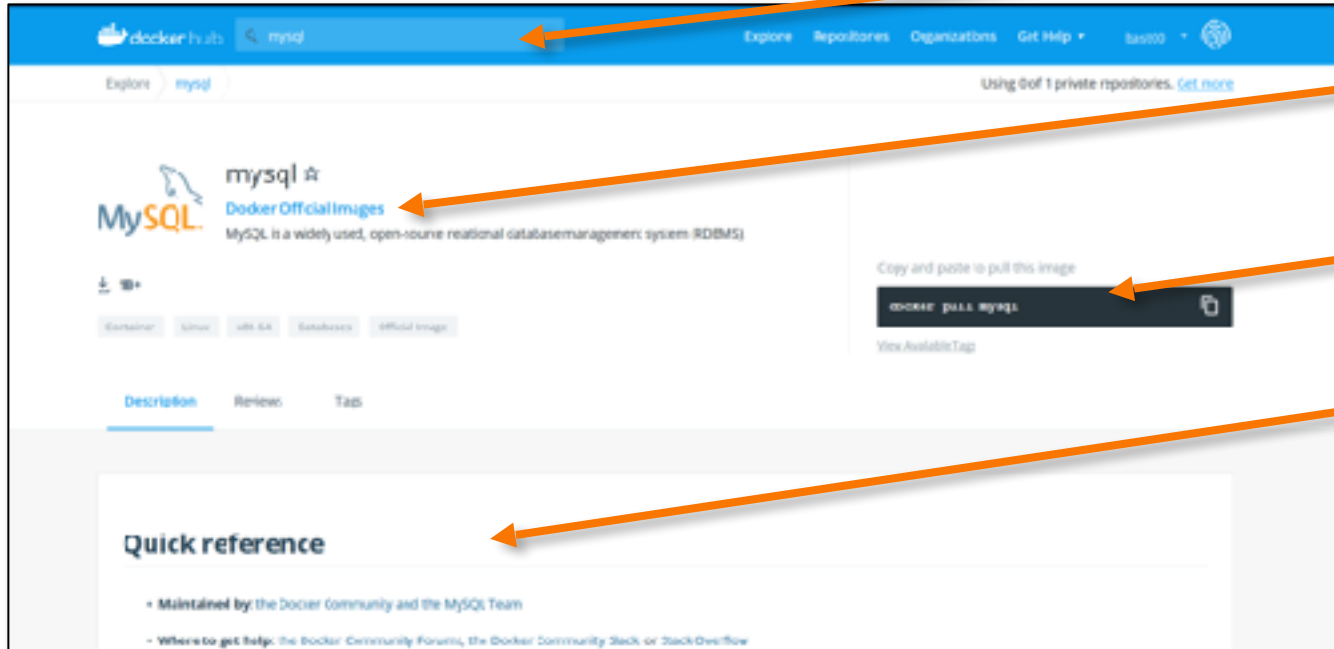 docker hub mysql Explore Repositories Organizations Get Help
Explore mysql Using 0 of 1 private repositories. Get more
mysql
MySQL
Docker Official Images
MySQL is a widely used, open-source relational database management system (RDBMS)
Copy and paste to pull this image
docker pull mysql
Container Linux x86-64 Databases Official Image
View Available Tags
Description Reviews Tags
Quick reference
• Maintained by: the Docker Community and the MySQL Team
• Where to get help: the Docker Community Forums, the Docker Community Slack, or Stack Overflow